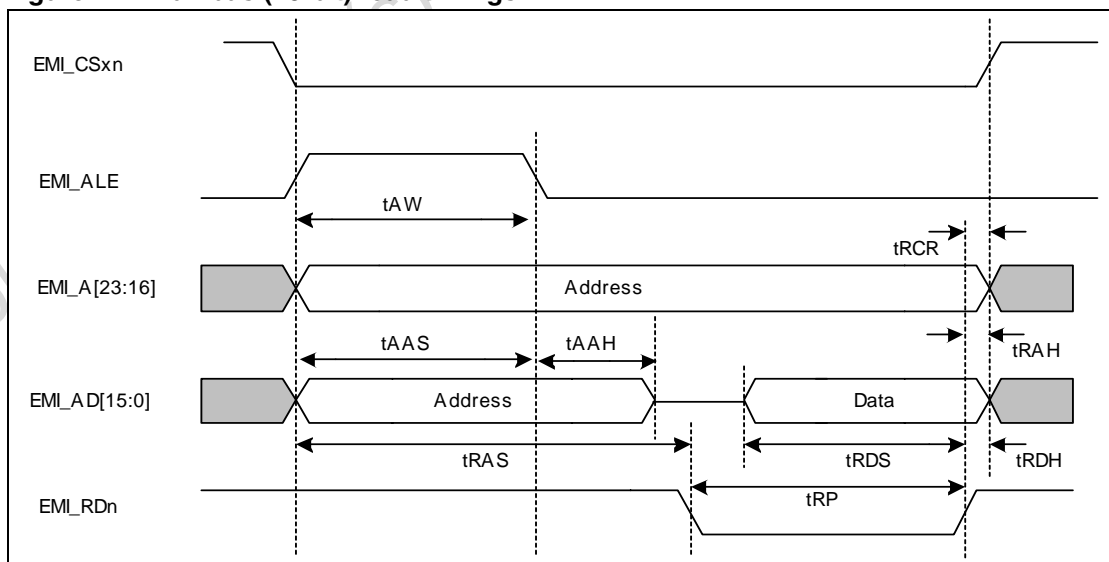 EMI_CSxn
EMI_ALE
tAW
tRCR
EMI_A[23:16]
Address
tAAS
tAAH
tRAH
EMI_AD[15:0]
Address
Data
tRAS
tRDS
tRDH
tRP
EMI_RDn